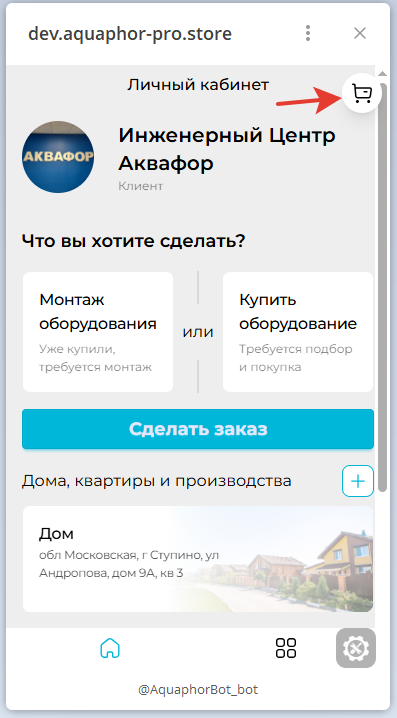 dev.aquaphor-pro.store
Личный кабинет
АКВАФОР
Инженерный Центр
Аквафор
Клиент
Что вы хотите сделать?
Монтаж
оборудования
Уже купили,
требуется монтаж
или
Купить
оборудование
Требуется подбор
и покупка
Сделать заказ
Дома, квартиры и производства
Дом
обл Московская, г Ступино, ул
Андропова, дом 9А, кв 3
@AquaphorBot_bot